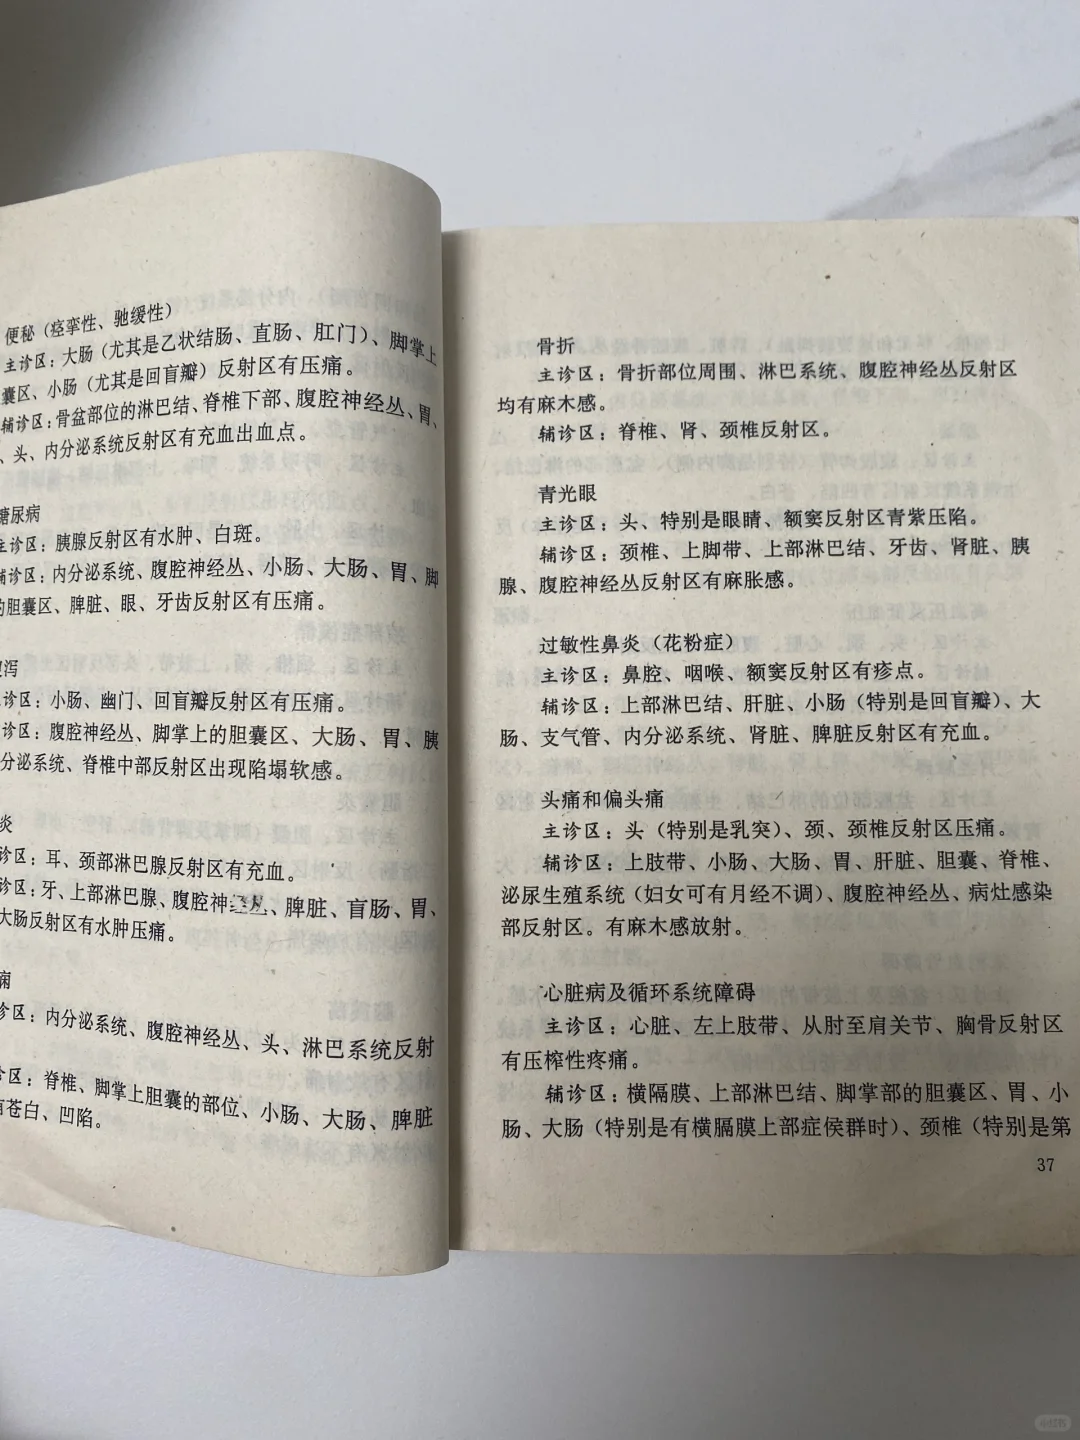 便秘（痉挛性、驰缓性）
主诊区：大肠（尤其是乙状结肠、直肠、肛门）、脚掌上
囊区、小肠（尤其是回盲瓣）反射区有压痛。
辅诊区：骨盆部位的淋巴结、脊椎下部、腹腔神经丛、胃、
、头、内分泌系统反射区有充血出血点。
糖尿病
主诊区：胰腺反射区有水肿、白斑。
辅诊区：内分泌系统、腹腔神经丛、小肠、大肠、胃、脚
的胆囊区、脾脏、眼、牙齿反射区有压痛。
泻
诊区：小肠、幽门、回盲瓣反射区有压痛。
诊区：腹腔神经丛、脚掌上的胆囊区、大肠、胃、胰
分泌系统、脊椎中部反射区出现陷塌软感。
炎
诊区：耳、颈部淋巴腺反射区有充血。
诊区：牙、上部淋巴腺、腹腔神经丛、脾脏、盲肠、胃、
大肠反射区有水肿压痛。
痫
诊区：内分泌系统、腹腔神经丛、头、淋巴系统反射
诊区：脊椎、脚掌上胆囊的部位、小肠、大肠、脾脏
有苍白、凹陷。
骨折
主诊区：骨折部位周围、淋巴系统、腹腔神经丛反射区
均有麻木感。
辅诊区：脊椎、肾、颈椎反射区。
青光眼
主诊区：头、特别是眼睛、额窦反射区青紫压陷。
辅诊区：颈椎、上脚带、上部淋巴结、牙齿、肾脏、胰
腺、腹腔神经丛反射区有麻胀感。
过敏性鼻炎（花粉症）
主诊区：鼻腔、咽喉、额窦反射区有疹点。
辅诊区：上部淋巴结、肝脏、小肠（特别是回盲瓣）、大
肠、支气管、内分泌系统、肾脏、脾脏反射区有充血。
头痛和偏头痛
主诊区：头（特别是乳突）、颈、颈椎反射区压痛。
辅诊区：上肢带、小肠、大肠、胃、肝脏、胆囊、脊椎、
泌尿生殖系统（妇女可有月经不调）、腹腔神经丛、病灶感染
部反射区。有麻木感放射。
心脏病及循环系统障碍
主诊区：心脏、左上肢带、从肘至肩关节、胸骨反射区
有压榨性疼痛。
辅诊区：横隔膜、上部淋巴结、脚掌部的胆囊区、胃、小
肠、大肠（特别是有横膈膜上部症侯群时）、颈椎（特别是第
37